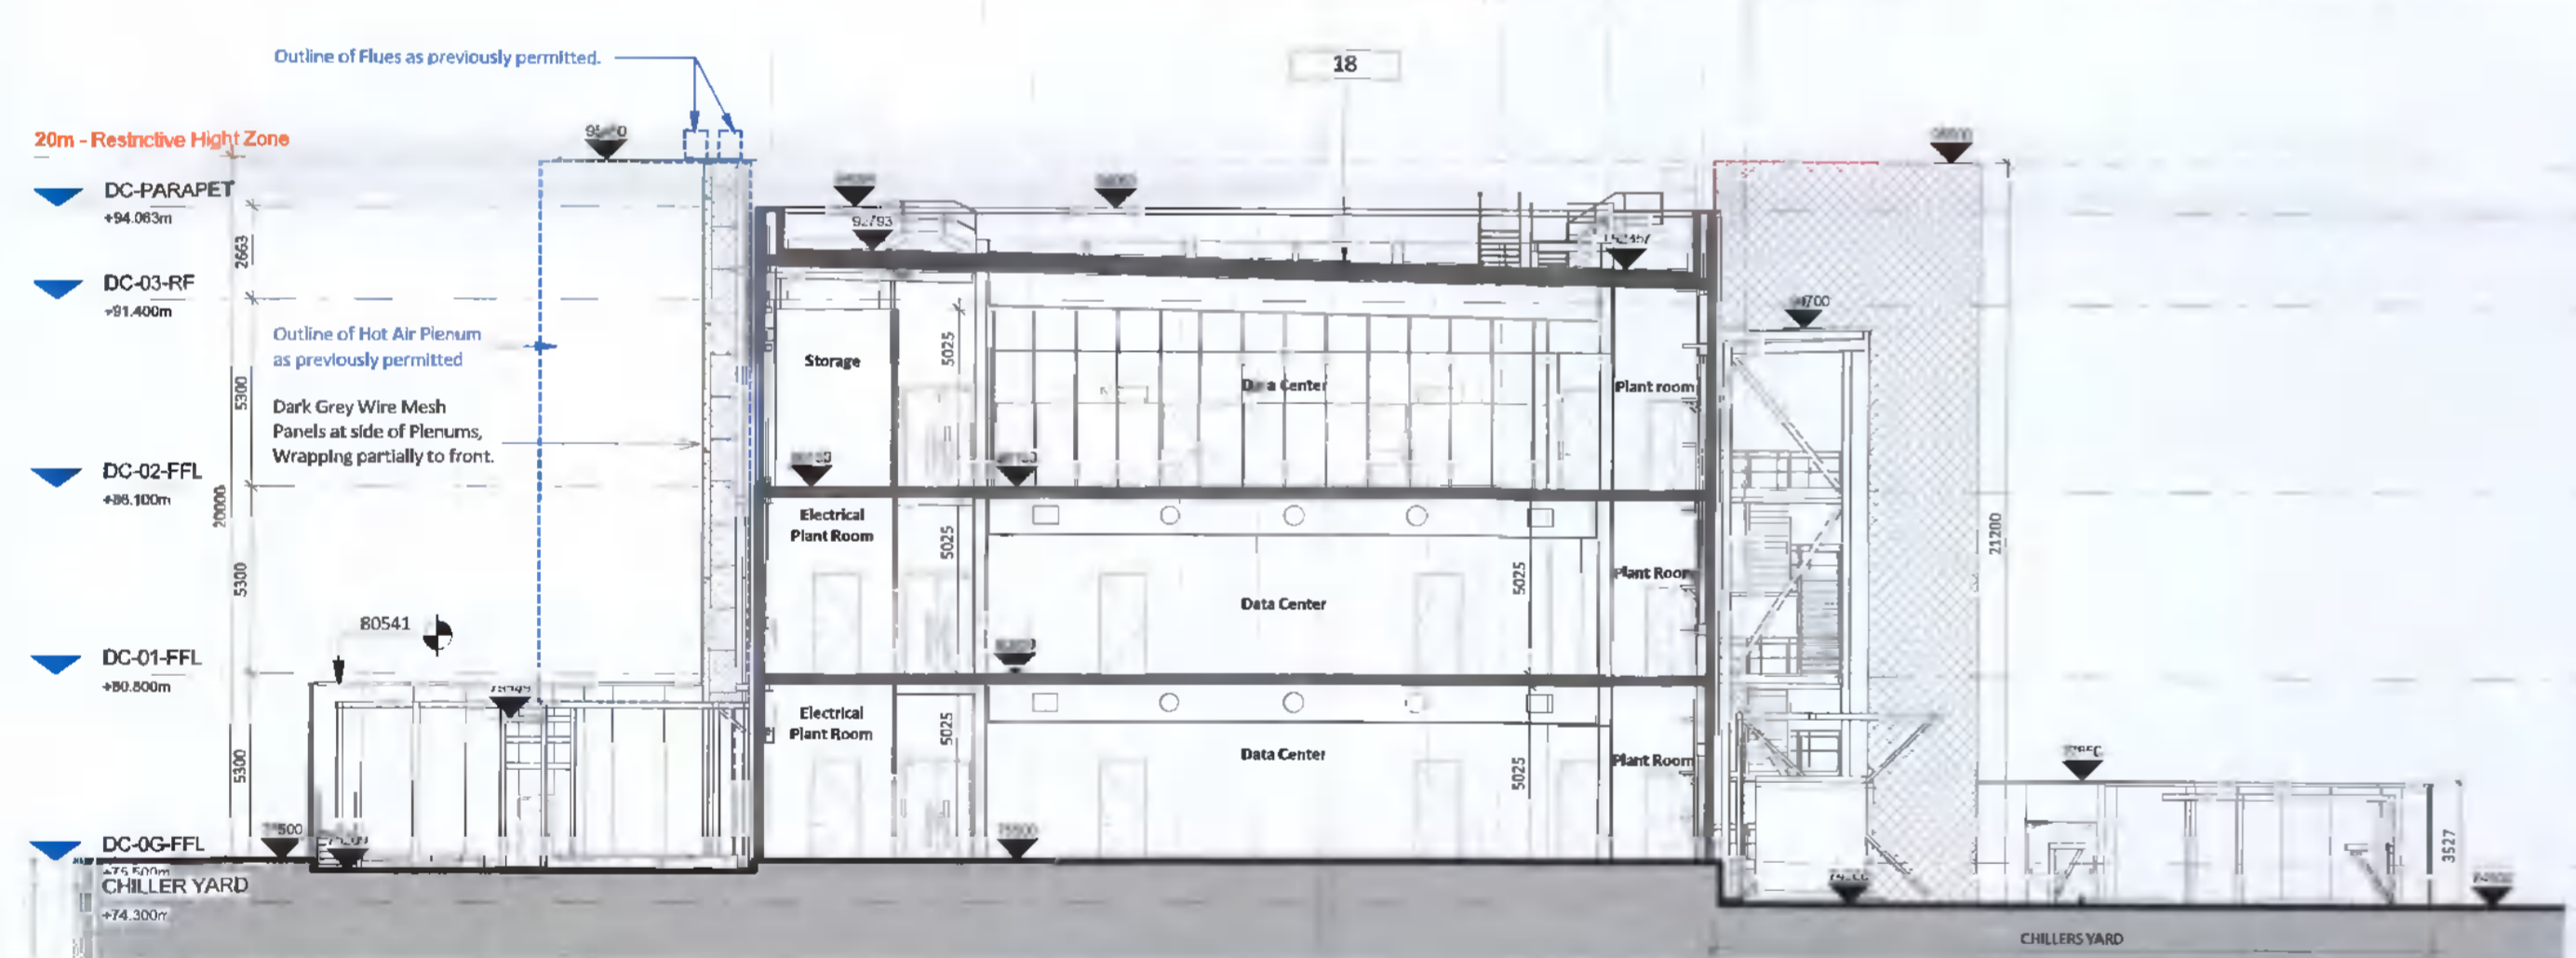 Outline of Flues as previously permitted.
18
20m - Restrictive Hight Zone
DC-PARAPET
+94.063m
92793
2663
DC-03-RF
+91.400m
Outline of Hot Air Plenum
as previously permitted
5300
Storage
5025
Data Center
Plant room
Dark Grey Wire Mesh
Panels at side of Plenums,
Wrapping partially to front.
DC-02-FFL
+86.100m
20000
Electrical
Plant Room
5025
21200
5300
5025
Plant Room
Data Center
80541
DC-01-FFL
+80.800m
Electrical
Plant Room
5025
Data Center
Plant Room
5300
5025
3527
DC-0G-FFL
+75.500m
75500
CHILLER YARD
+74.300m
CHILLERS YARD